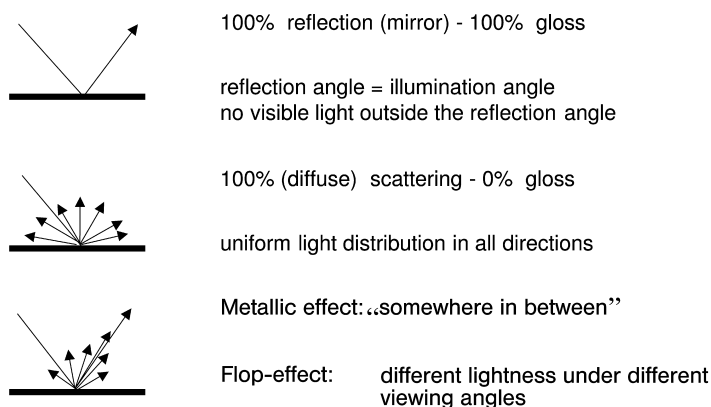 100% reflection (mirror) - 100% gloss
reflection angle = illumination angle
no visible light outside the reflection angle
100% (diffuse) scattering - 0% gloss
uniform light distribution in all directions
Metallic effect: „somewhere in between”
Flop-effect: different lightness under different
viewing angles